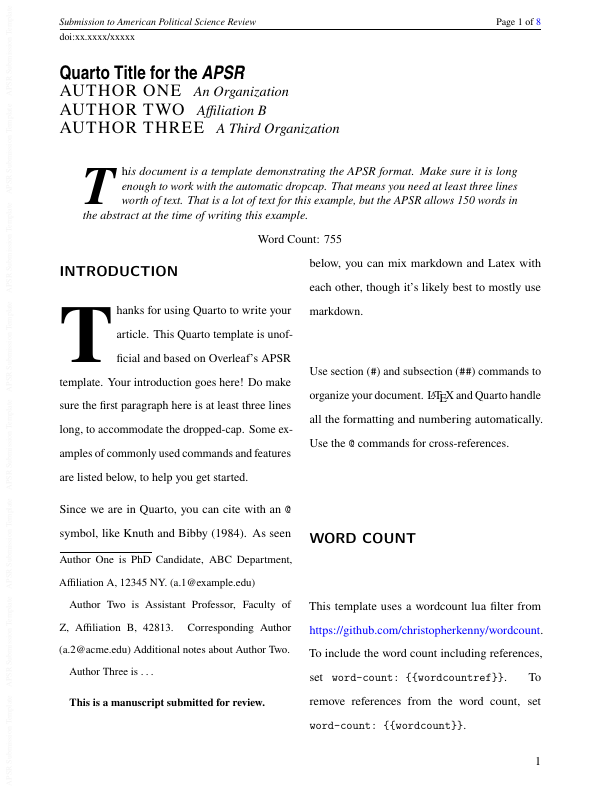 Submission to American Political Science Review Page 1 of 8
doi:xx.xxxx/xxxxx
Quarto Title for the APSR
AUTHOR ONE An Organization
AUTHOR TWO Affiliation B
AUTHOR THREE A Third Organization
This document is a template demonstrating the APSR format. Make sure it is long
enough to work with the automatic dropcap. That means you need at least three lines
worth of text. That is a lot of text for this example, but the APSR allows 150 words in
the abstract at the time of writing this example.
Word Count: 755
INTRODUCTION
Thanks for using Quarto to write your
article. This Quarto template is unof-
ficial and based on Overleaf's APSR
template. Your introduction goes here! Do make
sure the first paragraph here is at least three lines
long, to accommodate the dropped-cap. Some ex-
amples of commonly used commands and features
are listed below, to help you get started.
Since we are in Quarto, you can cite with an @
symbol, like Knuth and Bibby (1984). As seen
Author One is PhD Candidate, ABC Department,
Affiliation A, 12345 NY. (a.1@example.edu)
Author Two is Assistant Professor, Faculty of
Z, Affiliation B, 42813. Corresponding Author
(a.2@acme.edu) Additional notes about Author Two.
Author Three is . . .
This is a manuscript submitted for review.
below, you can mix markdown and Latex with
each other, though it's likely best to mostly use
markdown.
Use section (#) and subsection (##) commands to
organize your document. LATEX and Quarto handle
all the formatting and numbering automatically.
Use the @ commands for cross-references.
WORD COUNT
This template uses a wordcount lua filter from
https://github.com/christopherkenny/wordcount.
To include the word count including references,
set word-count: {{wordcountref}}. To
remove references from the word count, set
word-count: {{wordcount}}.
1